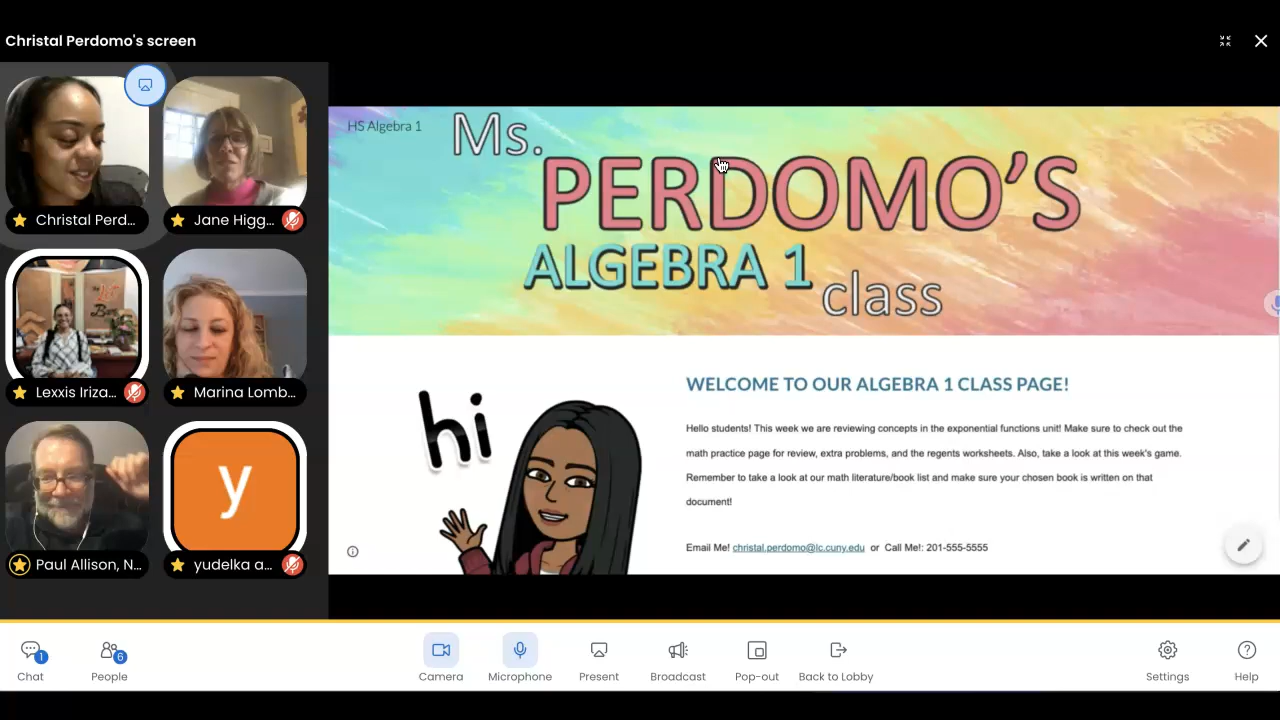 Christal Perdomo's screen
Christal Perd...
Jane Higg...
Lexxis Iriza...
Marina Lomb...
Paul Allison, N...
y
yudelka a...
HS Algebra 1
Ms.
PERDOMO'S
ALGEBRA 1
class
hi
WELCOME TO OUR ALGEBRA 1 CLASS PAGE!
Hello students! This week we are reviewing concepts in the exponential functions unit! Make sure to check out the
math practice page for review, extra problems, and the regents worksheets. Also, take a look at this week's game.
Remember to take a look at our math literature/book list and make sure your chosen book is written on that
document!
Email Me! christal.perdomo@lc.cuny.edu or Call Me!: 201-555-5555
1
Chat
6
People
Camera
Microphone
Present
Broadcast
Pop-out
Back to Lobby
Settings
Help